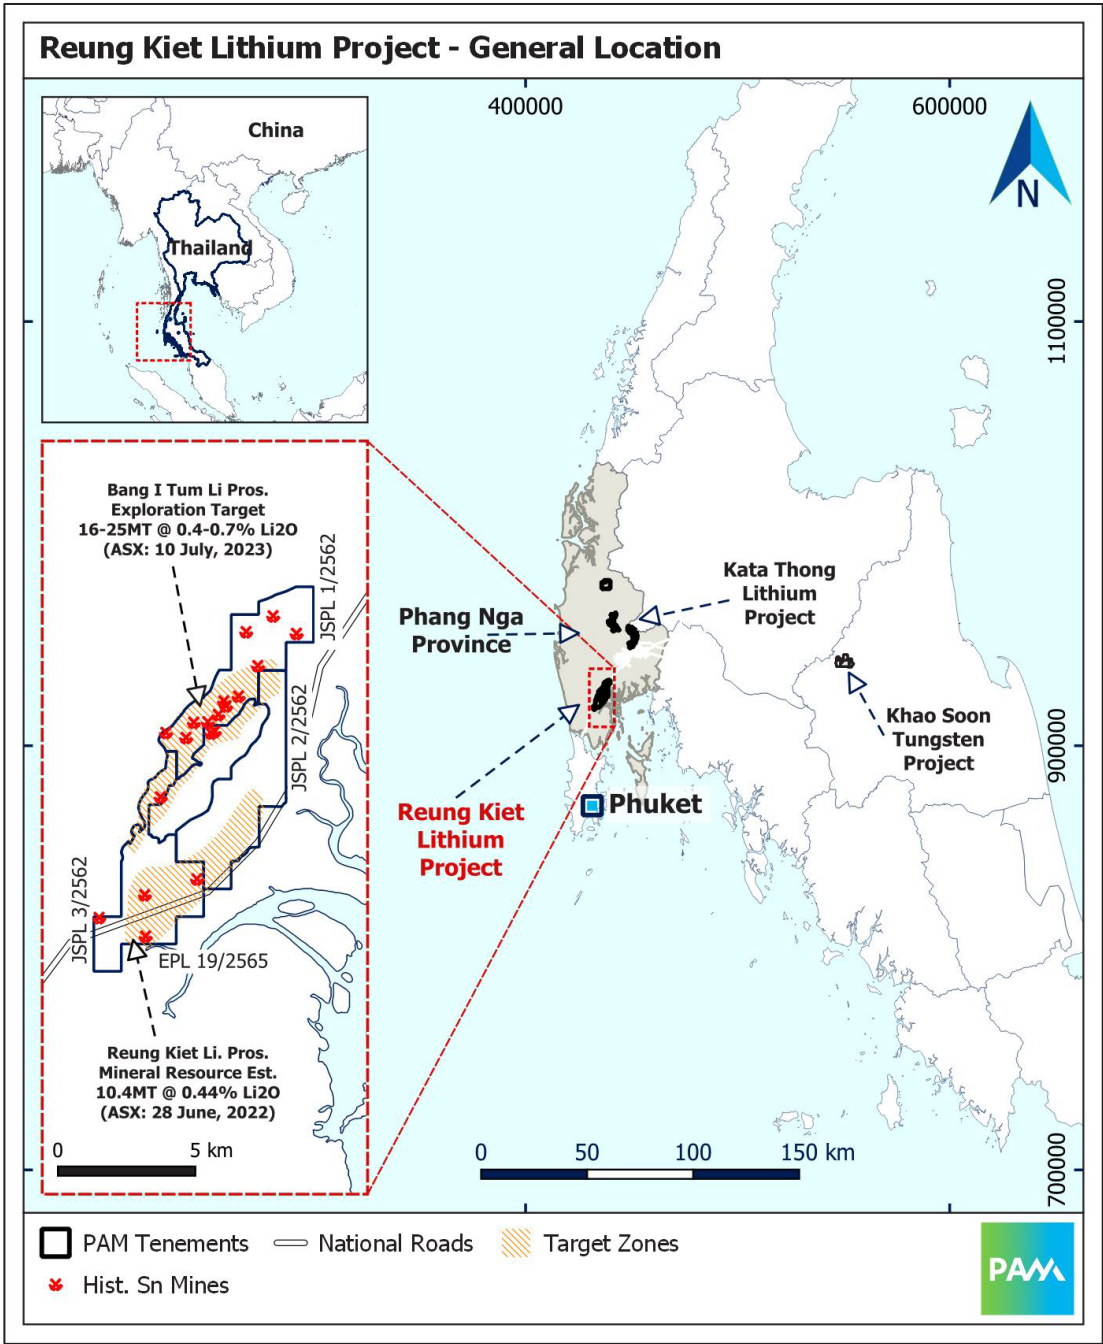 Reung Kiet Lithium Project - General Location
400000
600000
China
Thailand
N
1100000
Bang I Tum Li Pros.
Exploration Target
16-25MT @ 0.4-0.7% Li2O
(ASX: 10 July, 2023)
JSPL 1/2562
JSPL 2/2562
JSPL 3/2562
EPL 19/2565
Reung Kiet Li. Pros.
Mineral Resource Est.
10.4MT @ 0.44% Li2O
(ASX: 28 June, 2022)
0
5 km
Kata Thong
Lithium
Project
Phang Nga
Province
Khao Soon
Tungsten
Project
900000
Reung Kiet
Lithium
Project
Phuket
0
50
100
150 km
700000
PAM Tenements
National Roads
Target Zones
Hist. Sn Mines
PAM